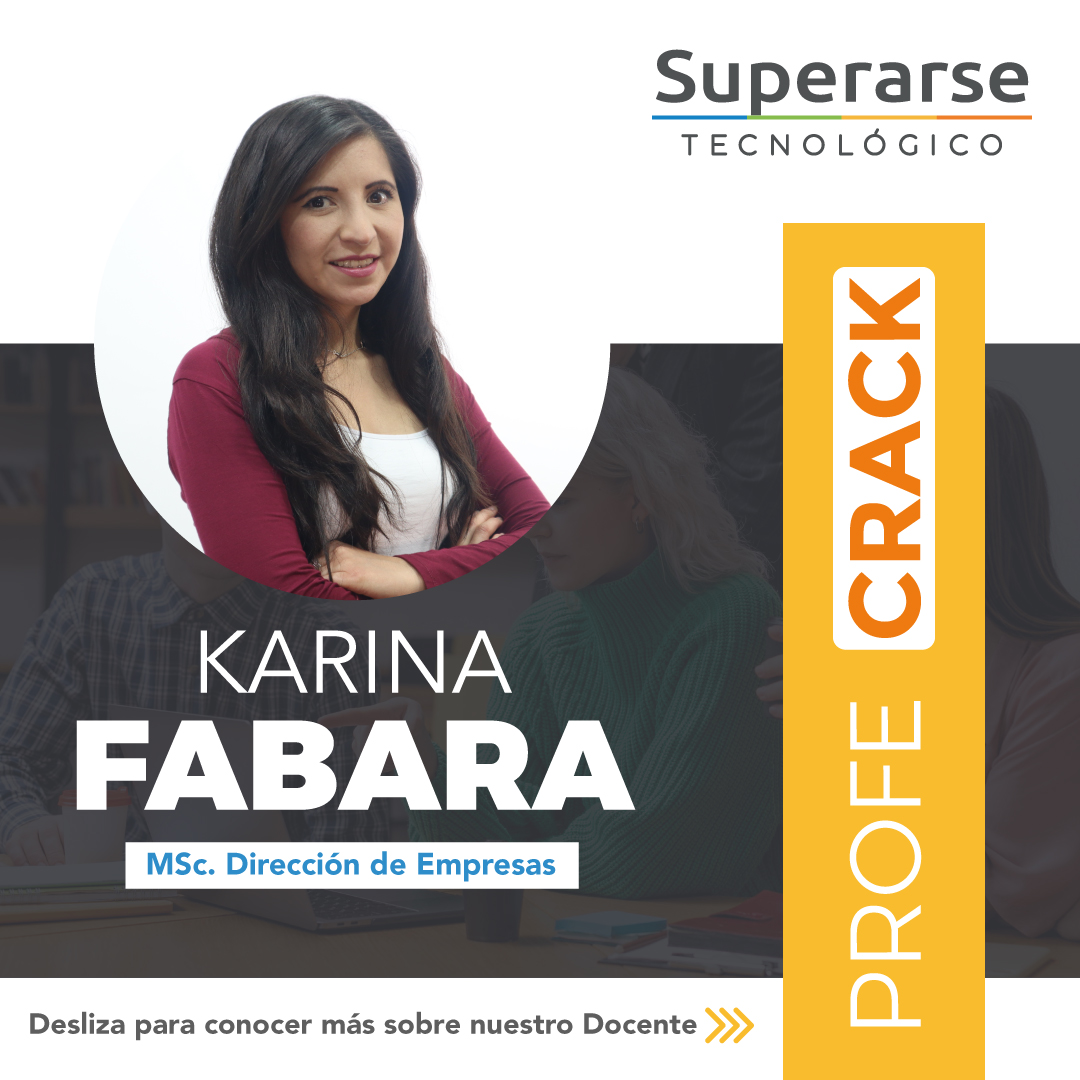 Superarse
TECNOLÓGICO
PROFE CRACK
KARINA
FABARA
MSc. Dirección de Empresas
Desliza para conocer más sobre nuestro Docente